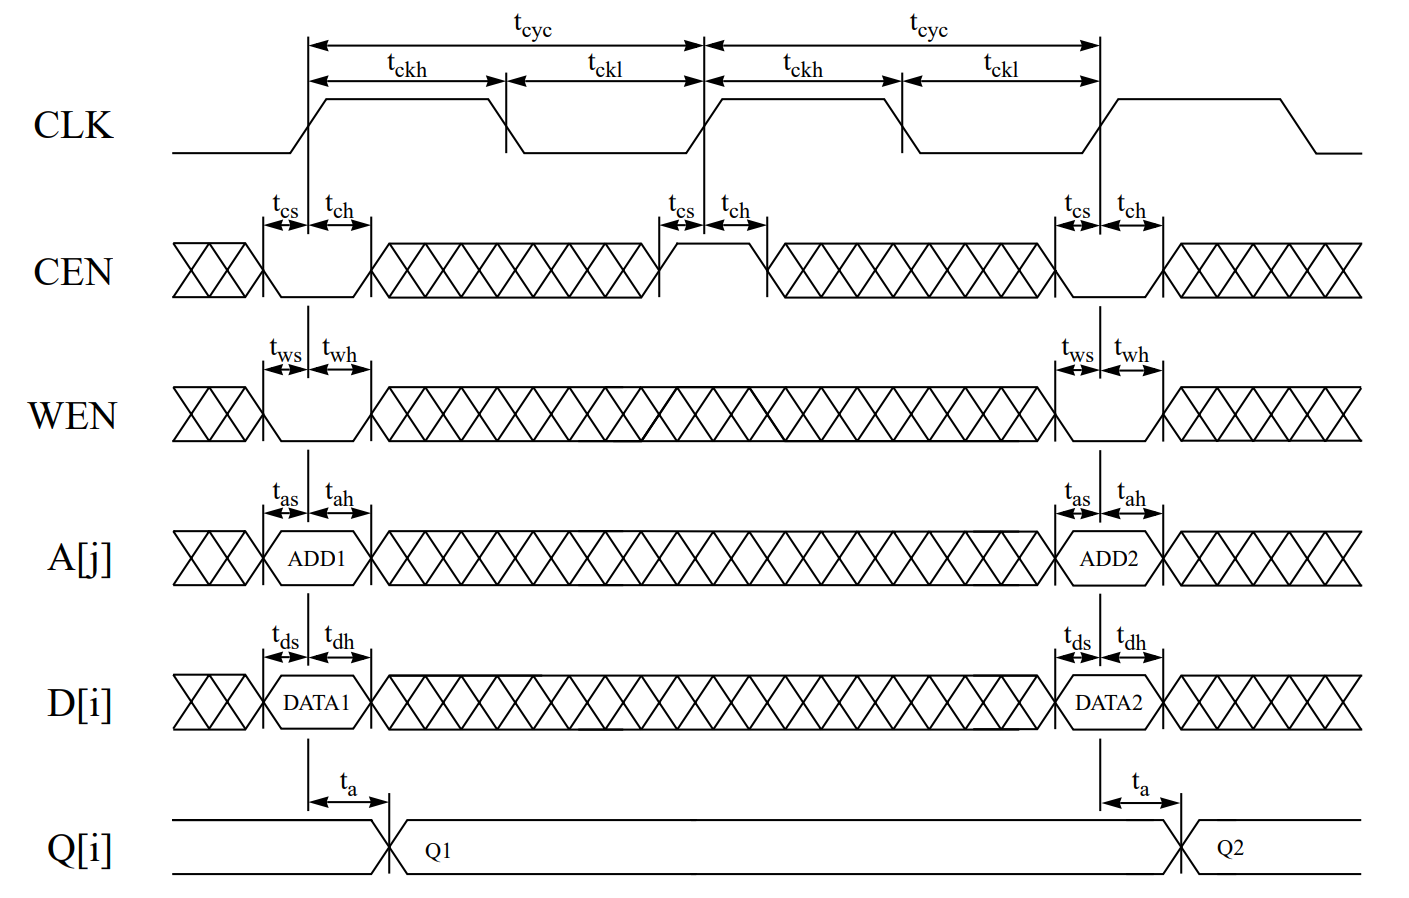 tcyc tcyc
tckh tckl tckh tckl
CLK
tcs tch tcs tch tcs tch
CEN
tws twh tws twh
WEN
tas tah tas tah
A[j] ADD1 ADD2
tds tdh tds tdh
D[i] DATA1 DATA2
ta ta
Q[i] Q1 Q2